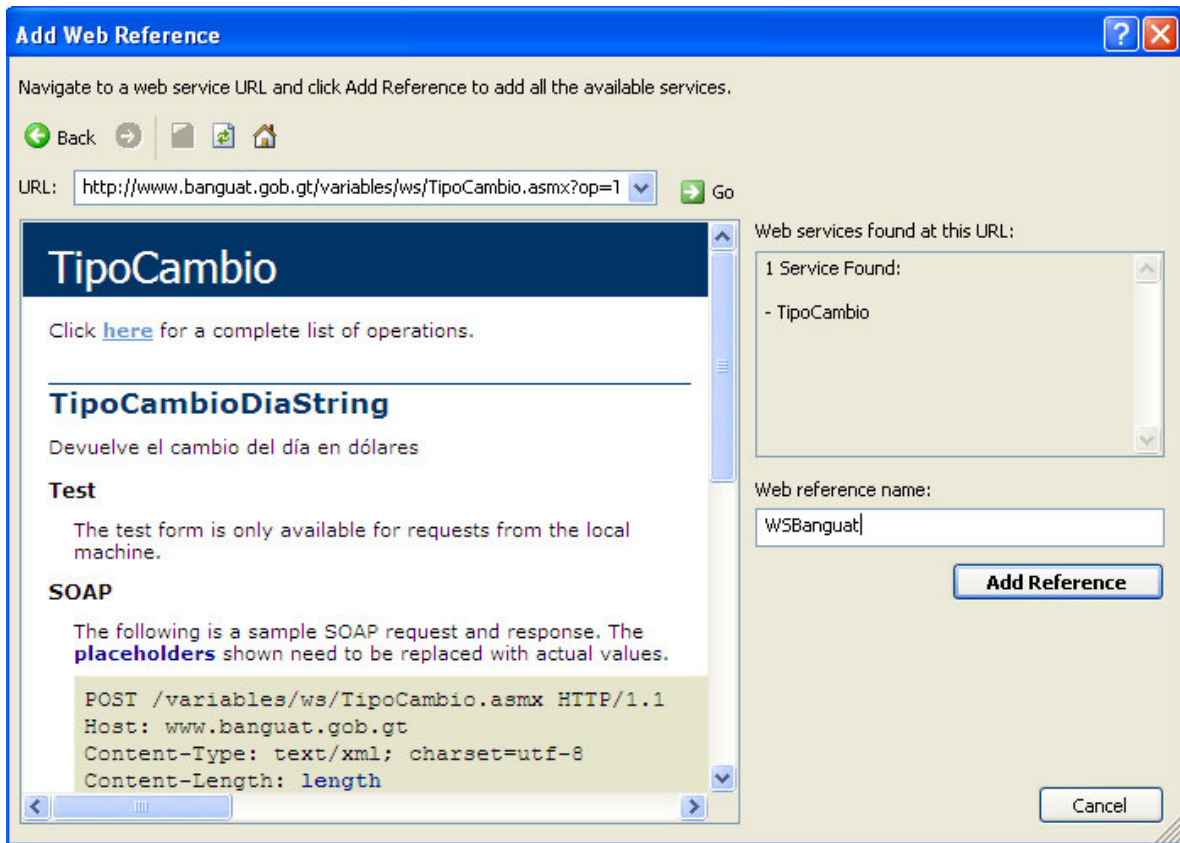 Add Web Reference
Navigate to a web service URL and click Add Reference to add all the available services.
Back
URL: http://www.banguat.gob.gt/variables/ws/TipoCambio.asmx?op=T Go
TipoCambio
Click here for a complete list of operations.
TipoCambioDiaString
Devuelve el cambio del día en dólares
Test
The test form is only available for requests from the local
machine.
SOAP
The following is a sample SOAP request and response. The
placeholders shown need to be replaced with actual values.
POST /variables/ws/TipoCambio.asmx HTTP/1.1
Host: www.banguat.gob.gt
Content-Type: text/xml; charset=utf-8
Content-Length: length
Web services found at this URL:
1 Service Found:
- TipoCambio
Web reference name:
WSBanguat
Add Reference
Cancel